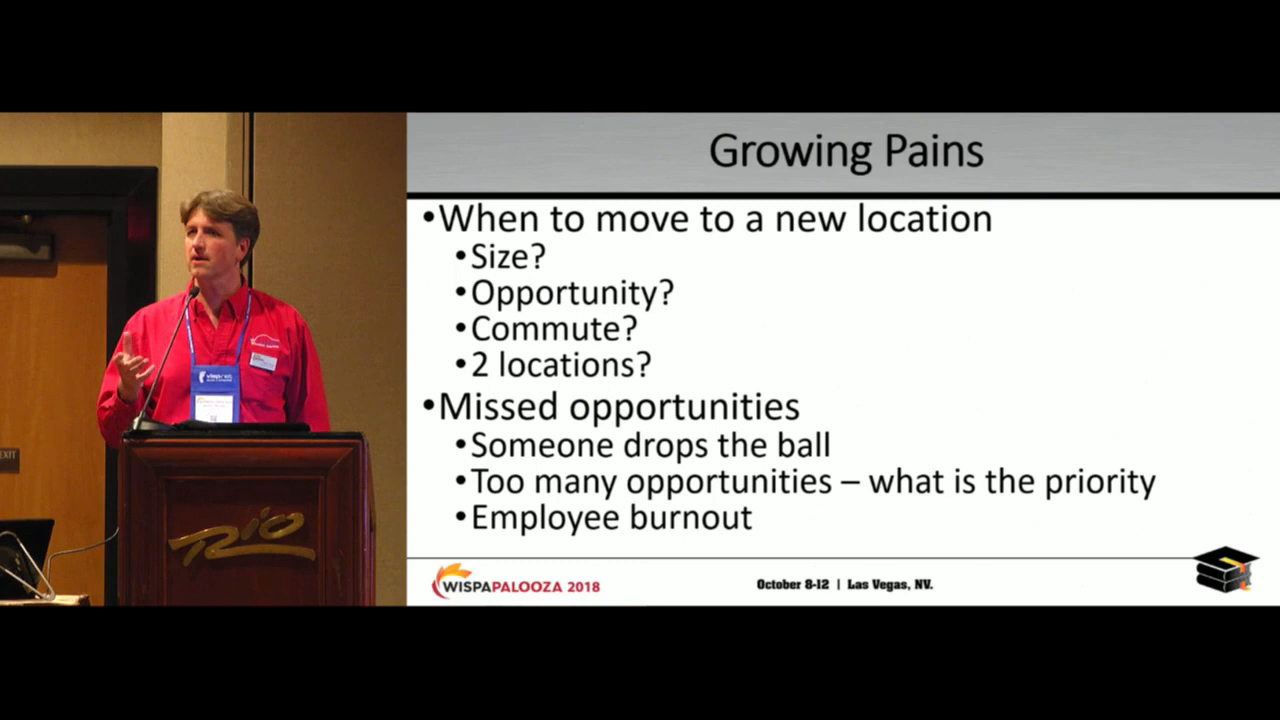 Growing Pains
•When to move to a new location
•Size?
•Opportunity?
•Commute?
•2 locations?
•Missed opportunities
•Someone drops the ball
•Too many opportunities – what is the priority
•Employee burnout
WISPAPALOOZA 2018
October 8-12 | Las Vegas, NV.
EXIT
RIO